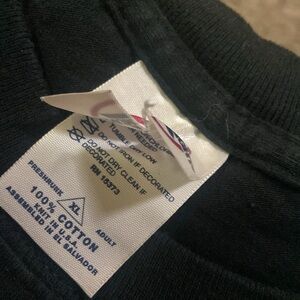 TUMBLE DRY LOW
DO NOT IRON IF DECORATED
DO NOT DRY CLEAN IF
DECORATED
RN 15373
PRESHRUNK
XL
ADULT
100% COTTON
KNIT IN U.S.A.
ASSEMBLED IN
EL SALVADOR